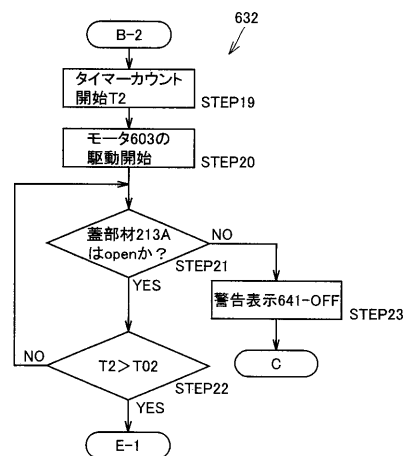 632
B-2
タイマーカウント
開始T2
STEP19
モータ603の
駆動開始
STEP20
蓋部材213A
はopenか？
NO
STEP21
YES
警告表示641-OFF
STEP23
C
NO
T2＞T02
STEP22
YES
E-1